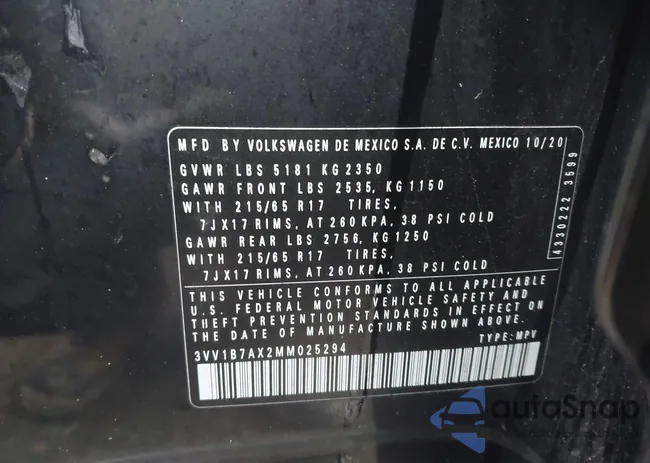 MFD BY VOLKSWAGEN DE MEXICO S.A. DE C.V. MEXICO 10/20
GVWR LBS 5181 KG 2350
GAWR FRONT LBS 2535, KG 1150
WITH 215/65 R17 TIRES,
7JX17 RIMS, AT 260 KPA, 38 PSI COLD
GAWR REAR LBS 2756, KG 1250
WITH 215/65 R17 TIRES,
7JX17 RIMS, AT 260 KPA, 38 PSI COLD
4330222 3599
THIS VEHICLE CONFORMS TO ALL APPLICABLE
U.S. FEDERAL MOTOR VEHICLE SAFETY AND
THEFT PREVENTION STANDARDS IN EFFECT ON
THE DATE OF MANUFACTURE SHOWN ABOVE.
3VV1B7AX2MM025294 TYPE: MPV
autoSnap